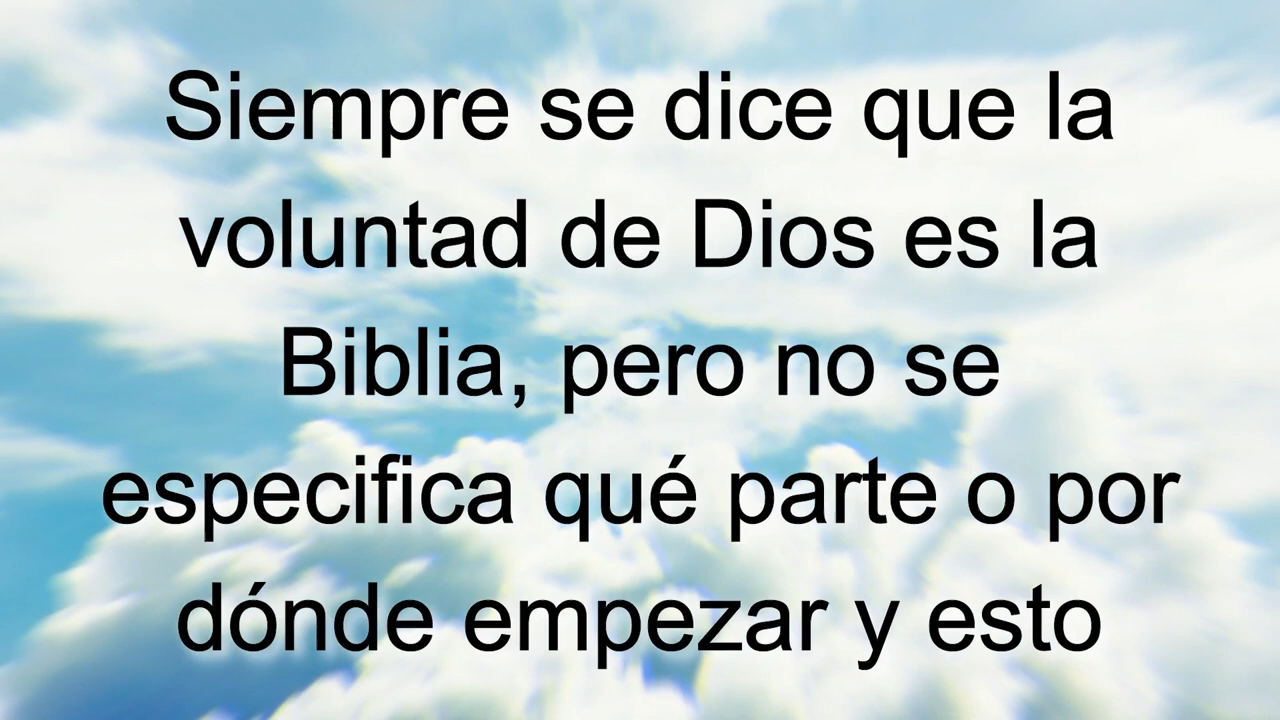 Siempre se dice que la
voluntad de Dios es la
Biblia, pero no se
especifica qué parte o por
dónde empezar y esto